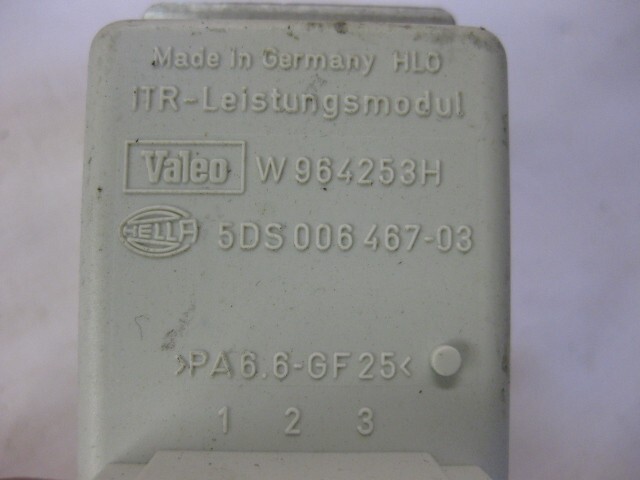 Made in Germany HLO
ITR-Leistungsmodul
Valeo W 964253H
HELLA 5DS 006 467-03
>PA 6.6-GF 25<
1 2 3